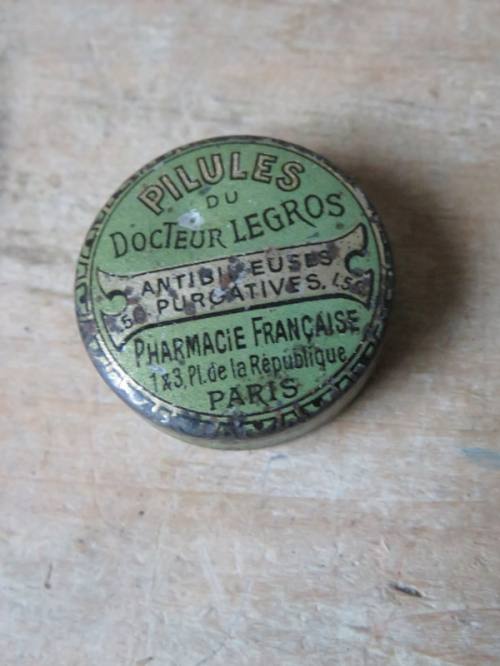 PILULES
DU
DOCTEUR LEGROS
ANTIBILIEUSES
PURGATIVES.
PHARMACIE FRANÇAISE
1 & 3, Pl. de la République
PARIS